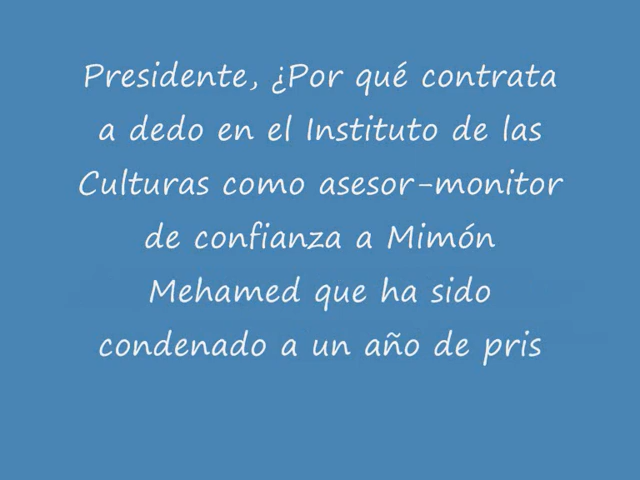 Presidente, ¿Por qué contrata
a dedo en el Instituto de las
Culturas como asesor-monitor
de confianza a Mimón
Mehamed que ha sido
condenado a un año de pris